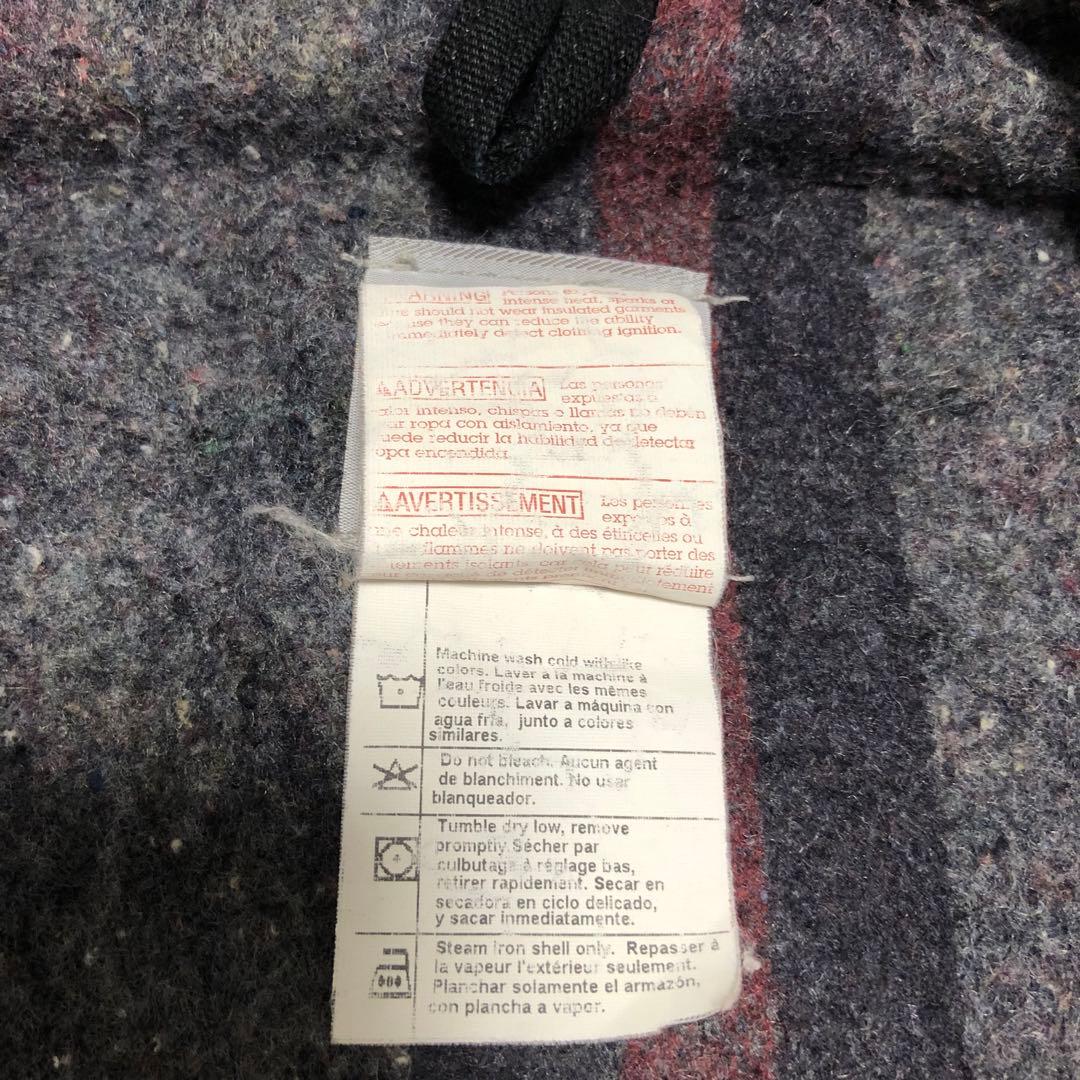 intense heat, sparks or
should not wear insulated garments
use they can reduce the ability
clothing ignition.
ADVERTENCIA Las personas
expuestas a
intenso, chispas o llamas no deben
ropa con aislamiento, ya que
reducir la habilidad de detectar
encendida.
AVERTISSEMENT Les personnes
à
chaleur intense, à des étincelles ou
flammes ne doivent pas porter des
isolants réduire
Machine wash cold with like
colors. Laver a la machine à
l'eau froide avec les mêmes
couleurs. Lavar a máquina con
agua fría, junto a colores
similares.
Do not bleach. Aucun agent
de blanchiment. No usar
blanqueador.
Tumble dry low, remove
promptly. Sécher par
culbutage à réglage bas,
retirer rapidement. Secar en
secadora en ciclo delicado,
y sacar inmediatamente.
Steam iron shell only. Repasser à
la vapeur l'extérieur seulement.
Planchar solamente el armazón,
con plancha a vapor.